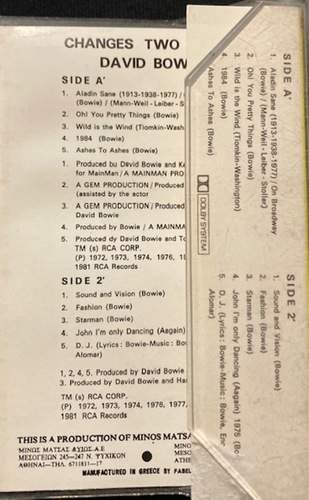 CHANGES TWO
DAVID BOW
SIDE A'
1. Aladin Sane (1913-1938-1977) /
(Bowie) / (Mann-Weil-Leiber-S
2. Oh! You Pretty Things (Bowie)
3. Wild is the Wind (Tiomkin-Wash
4. 1984 (Bowie)
5. Ashes To Ashes (Bowie)
1. Produced by David Bowie and K
for MainMan / A MAINMAN PRO
2. A GEM PRODUCTION / Produced
(assisted by the actor
3. A GEM PRODUCTION / Produced
David Bowie
4. Produced by Bowie / A MAINMA
5. Produced dy David Bowie and To
TM (s) RCA CORP.
(P) 1972, 1973, 1974, 1976, 1
1981 RCA Records
SIDE 2'
1. Sound and Vision (Bowie)
2. Fashion (Bowie)
3. Starman (Bowie)
4. John I'm only Dancing (Aagain)
5. D. J. (Lyrics: Bowie-Music: Bo
Alomar)
1, 2, 4, 5. Produced by David Bowie
3. Produced by David Bowie and Ha
TM (s) RCA CORP.
(P) 1972, 1973, 1974, 1976, 1977,
1981 RCA Records
THIS IS A PRODUCTION OF MINOS MATSA
ΜΙΝΩΣ ΜΑΤΣΑΣ &ΥΙΟΣ Α.Ε
ΜΕΣΟΓΕΙΩΝ 245-247 Ν. ΨΥΧΙΚΟΝ
ΑΘΗΝΑΙ-ΤΗΛ. 6711811-17
MINO
MESO
ATHE
MANUFACTURED IN GREECE BY FABEL
SIDE A'
1. Aladin Sane (1913-1938-1977) / On Broadway
(Bowie) / (Mann-Weil-Leiber-Stoller)
2. Oh! You Pretty Things (Bowie)
3. Wild is the Wind (Tiomkin-Washington)
4. 1984 (Bowie)
Ashes To Ashes (Bowie)
DOLBY SYSTEM
SIDE 2'
1. Sound and Vision (Bowie)
2. Fashion (Bowie)
3. Starman (Bowie)
4. John I'm only Dancing (Aagain) 1975 (Bo
5. D. J. (Lyrics: Bowie-Music: Bowie, Eno
Alomar)